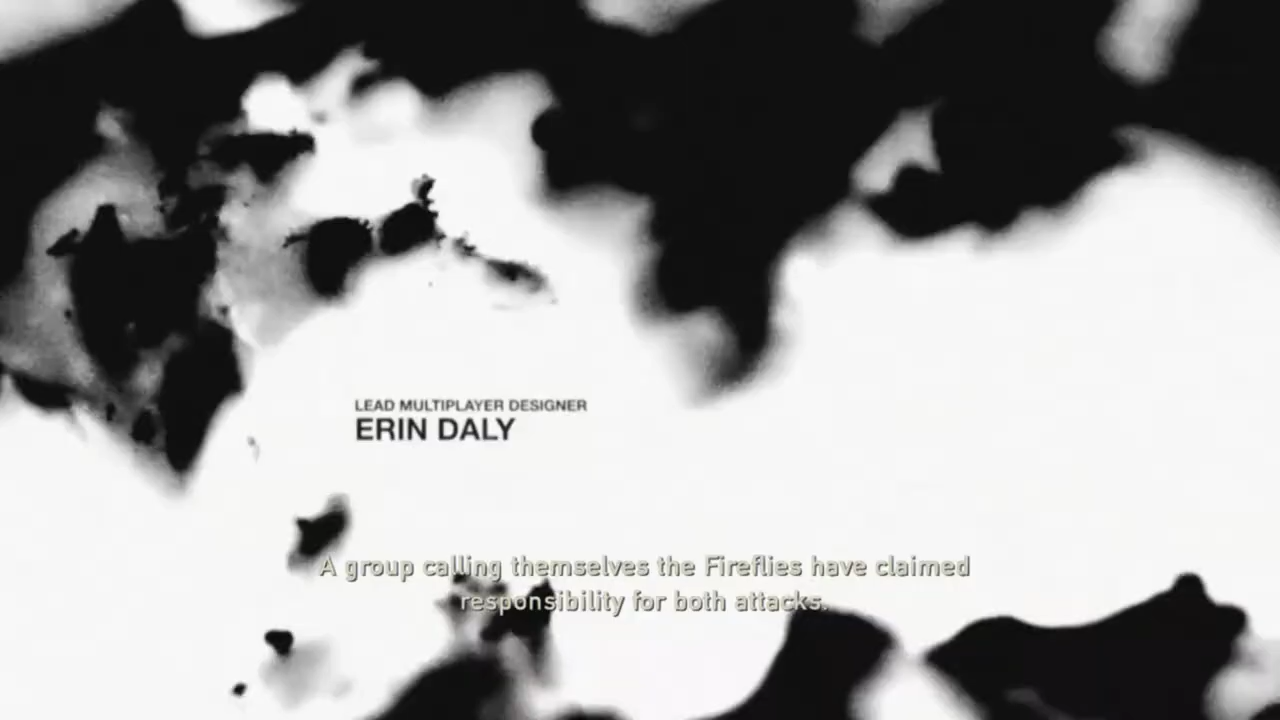 LEAD MULTIPLAYER DESIGNER
ERIN DALY
A group calling themselves the Fireflies have claimed
responsibility for both attacks.